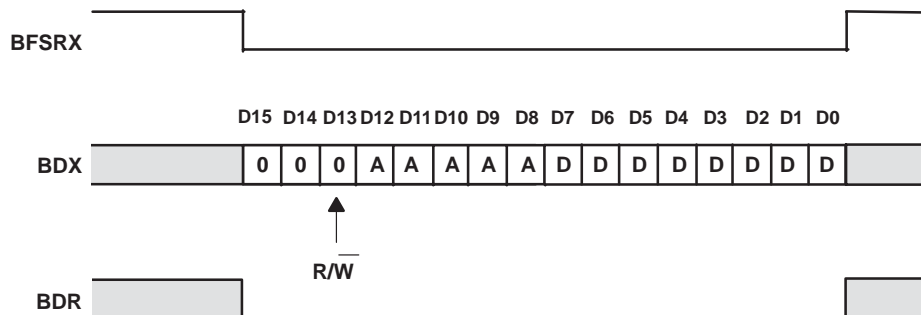 BFSRX
D15 D14 D13 D12 D11 D10 D9 D8 D7 D6 D5 D4 D3 D2 D1 D0
BDX 0 0 0 A A A A A D D D D D D D D
R/W̅
BDR